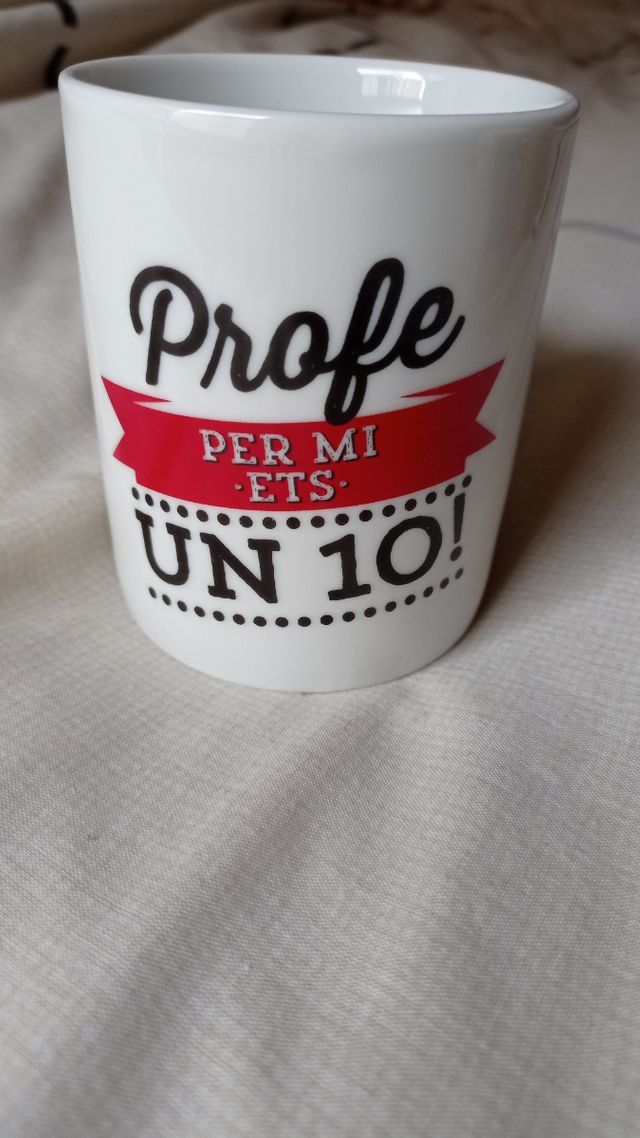 Profe
PER MI
·ETS·
UN 10!